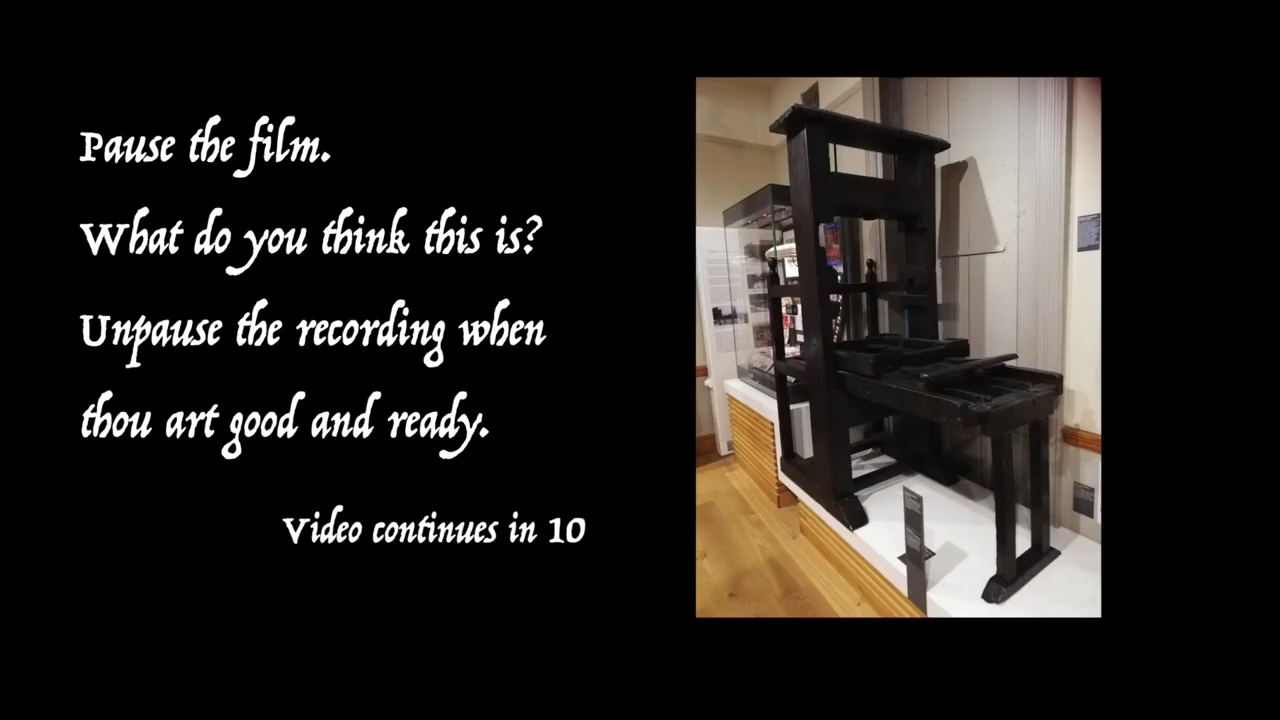 Pause the film.
What do you think this is?
Unpause the recording when
thou art good and ready.
Video continues in 10